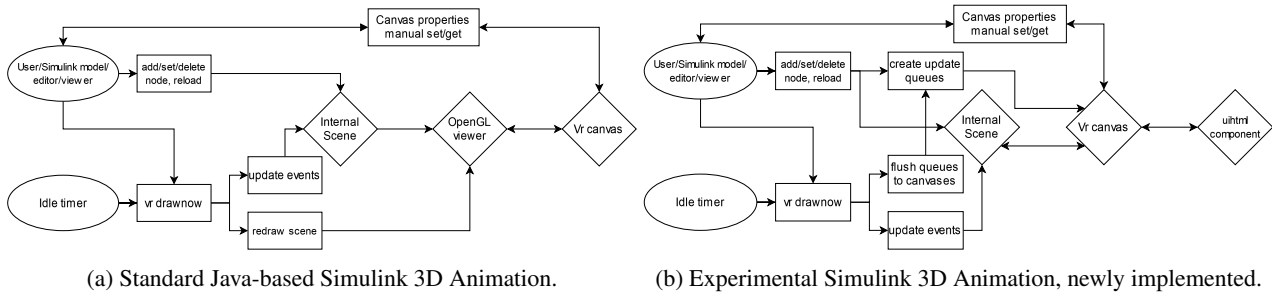 Canvas properties
manual set/get
User/Simulink model/
editor/viewer
add/set/delete
node, reload
Internal
Scene
OpenGL
viewer
Vr canvas
update events
Idle timer
vr drawnow
redraw scene
(a) Standard Java-based Simulink 3D Animation.
Canvas properties
manual set/get
User/Simulink model/
editor/viewer
add/set/delete
node, reload
create update
queues
Internal
Scene
Vr canvas
uihtml
component
flush queues
to canvases
Idle timer
vr drawnow
update events
(b) Experimental Simulink 3D Animation, newly implemented.